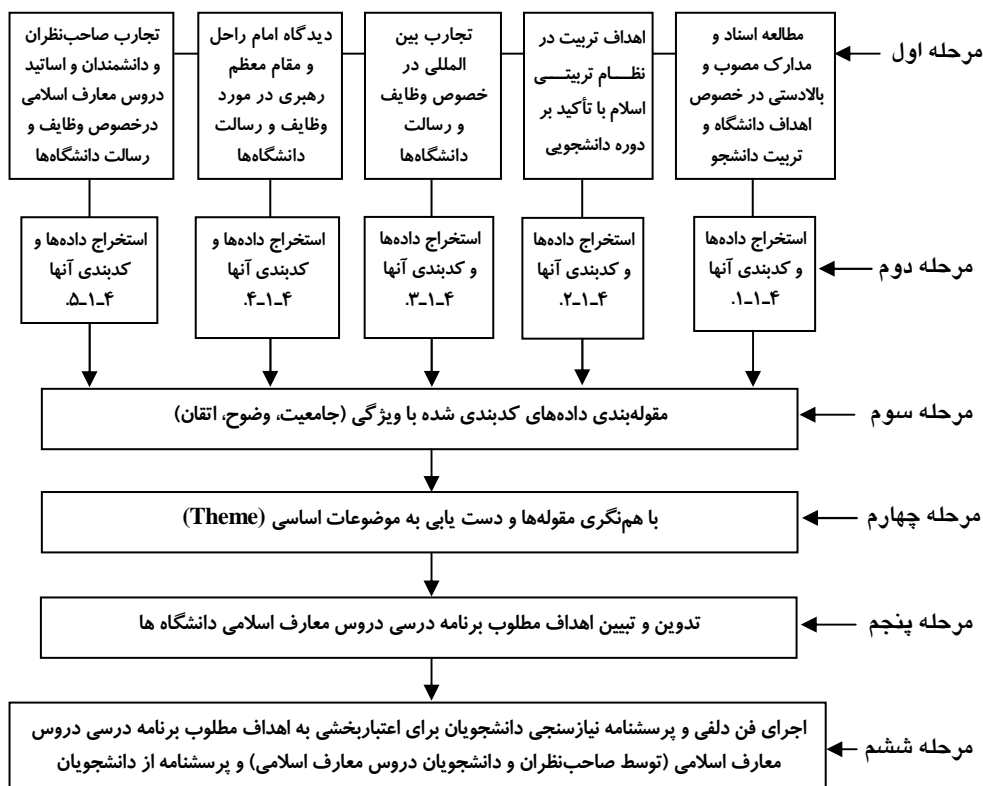 مرحله اول
مطالعه اسناد و
مدارک مصوب و
بالادستی در خصوص
اهداف دانشگاه و
تربیت دانشجو
اهداف تربیت در
نظــام تربیتــی
اسلام با تأکید بر
دوره دانشجویی
تجارب بین
المللی در
خصوص وظایف
و رسالت
دانشگاه‌ها
دیدگاه امام راحل
و مقام معظم
رهبری در مورد
وظایف و رسالت
دانشگاه‌ها
تجارب صاحب‌نظران
و دانشمندان و اساتید
دروس معارف اسلامی
درخصوص وظایف و
رسالت دانشگاه‌ها
مرحله دوم
استخراج داده‌ها
و کدبندی آنها
۴ـ۱ـ۱.
استخراج داده‌ها
و کدبندی آنها
۴ـ۱ـ۲.
استخراج داده‌ها
و کدبندی آنها
۴ـ۱ـ۳.
استخراج داده‌ها و
کدبندی آنها
۴ـ۱ـ۴.
استخراج داده‌ها و
کدبندی آنها
۴ـ۱ـ۵.
مرحله سوم
مقوله‌بندی داده‌های کدبندی شده با ویژگی (جامعیت، وضوح، اتقان)
مرحله چهارم
با هم‌نگری مقوله‌ها و دست یابی به موضوعات اساسی (Theme)
مرحله پنجم
تدوین و تبیین اهداف مطلوب برنامه درسی دروس معارف اسلامی دانشگاه ها
مرحله ششم
اجرای فن دلفی و پرسشنامه نیازسنجی دانشجویان برای اعتباربخشی به اهداف مطلوب برنامه درسی دروس
معارف اسلامی (توسط صاحب‌نظران و دانشجویان دروس معارف اسلامی) و پرسشنامه از دانشجویان